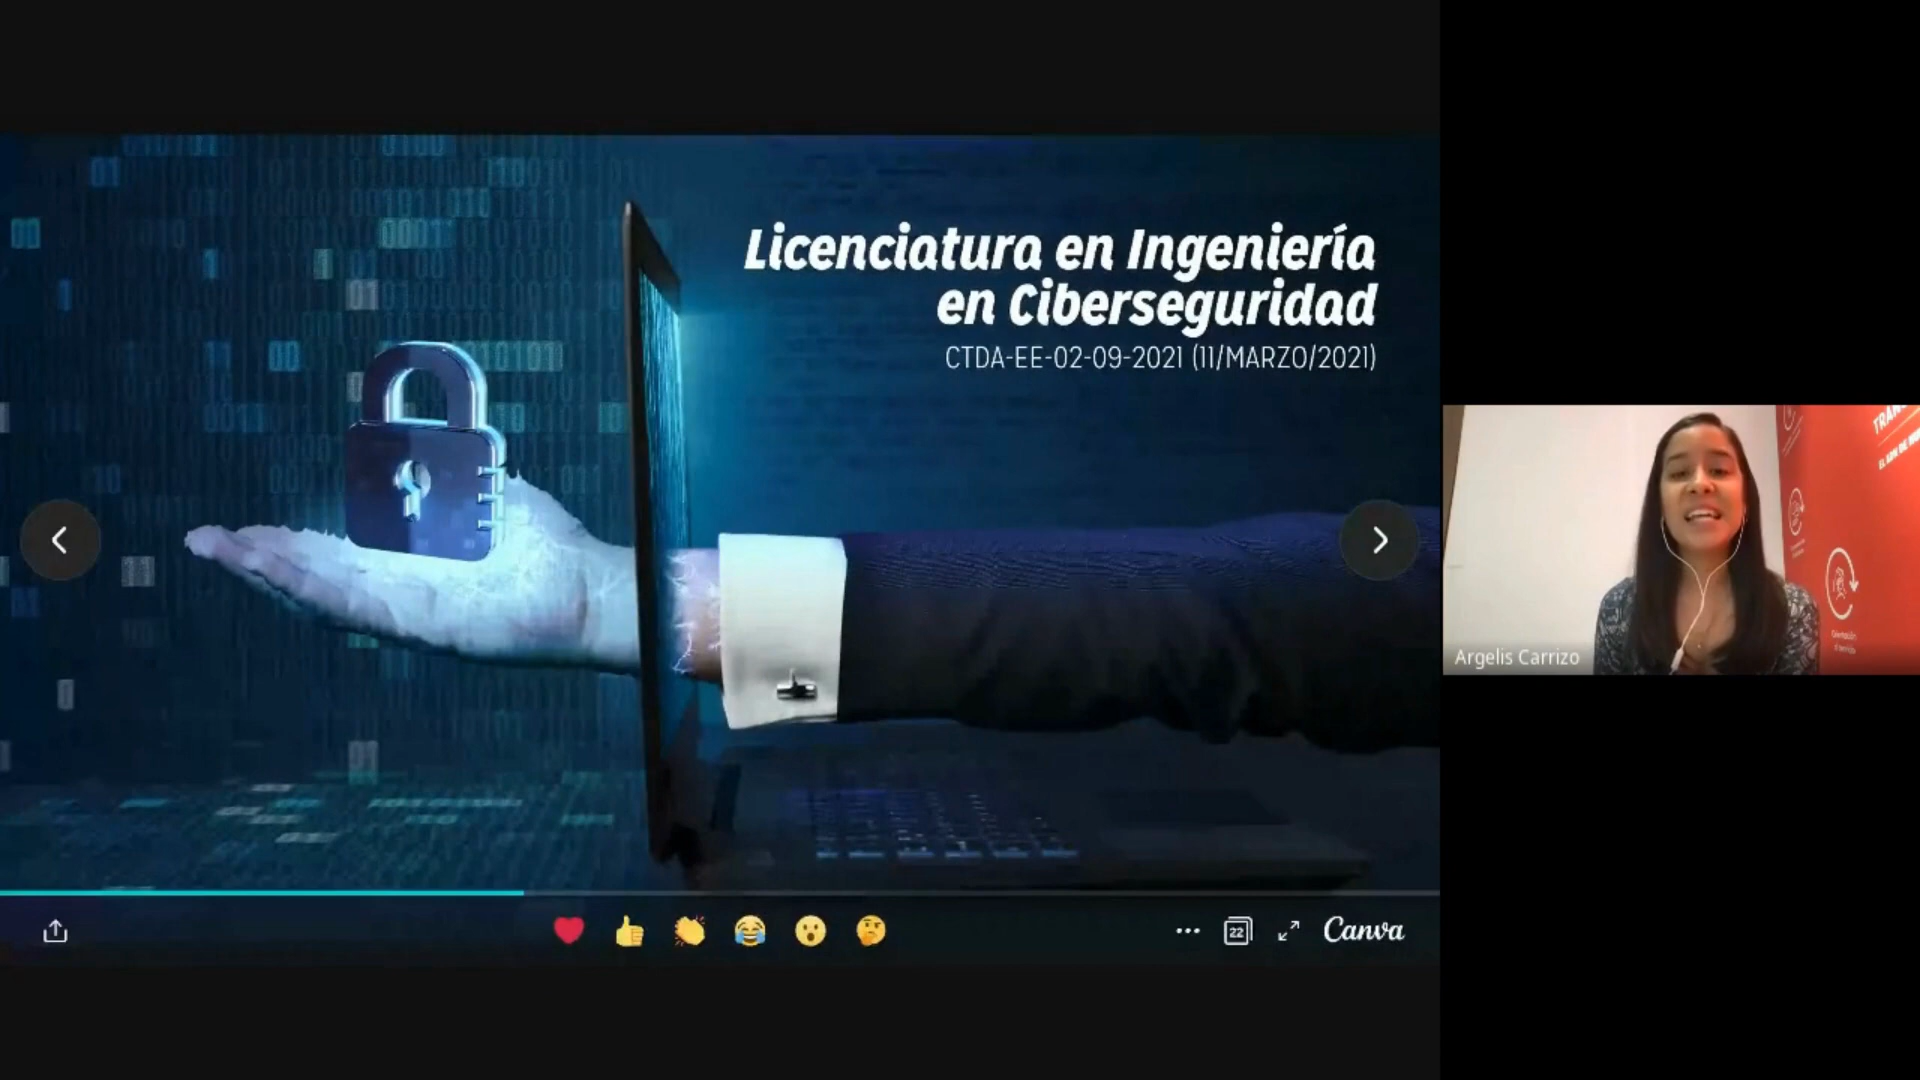 Licenciatura en Ingeniería
en Ciberseguridad
CTDA-EE-02-09-2021 (11/MARZO/2021)
Argelis Carrizo
22
Canva